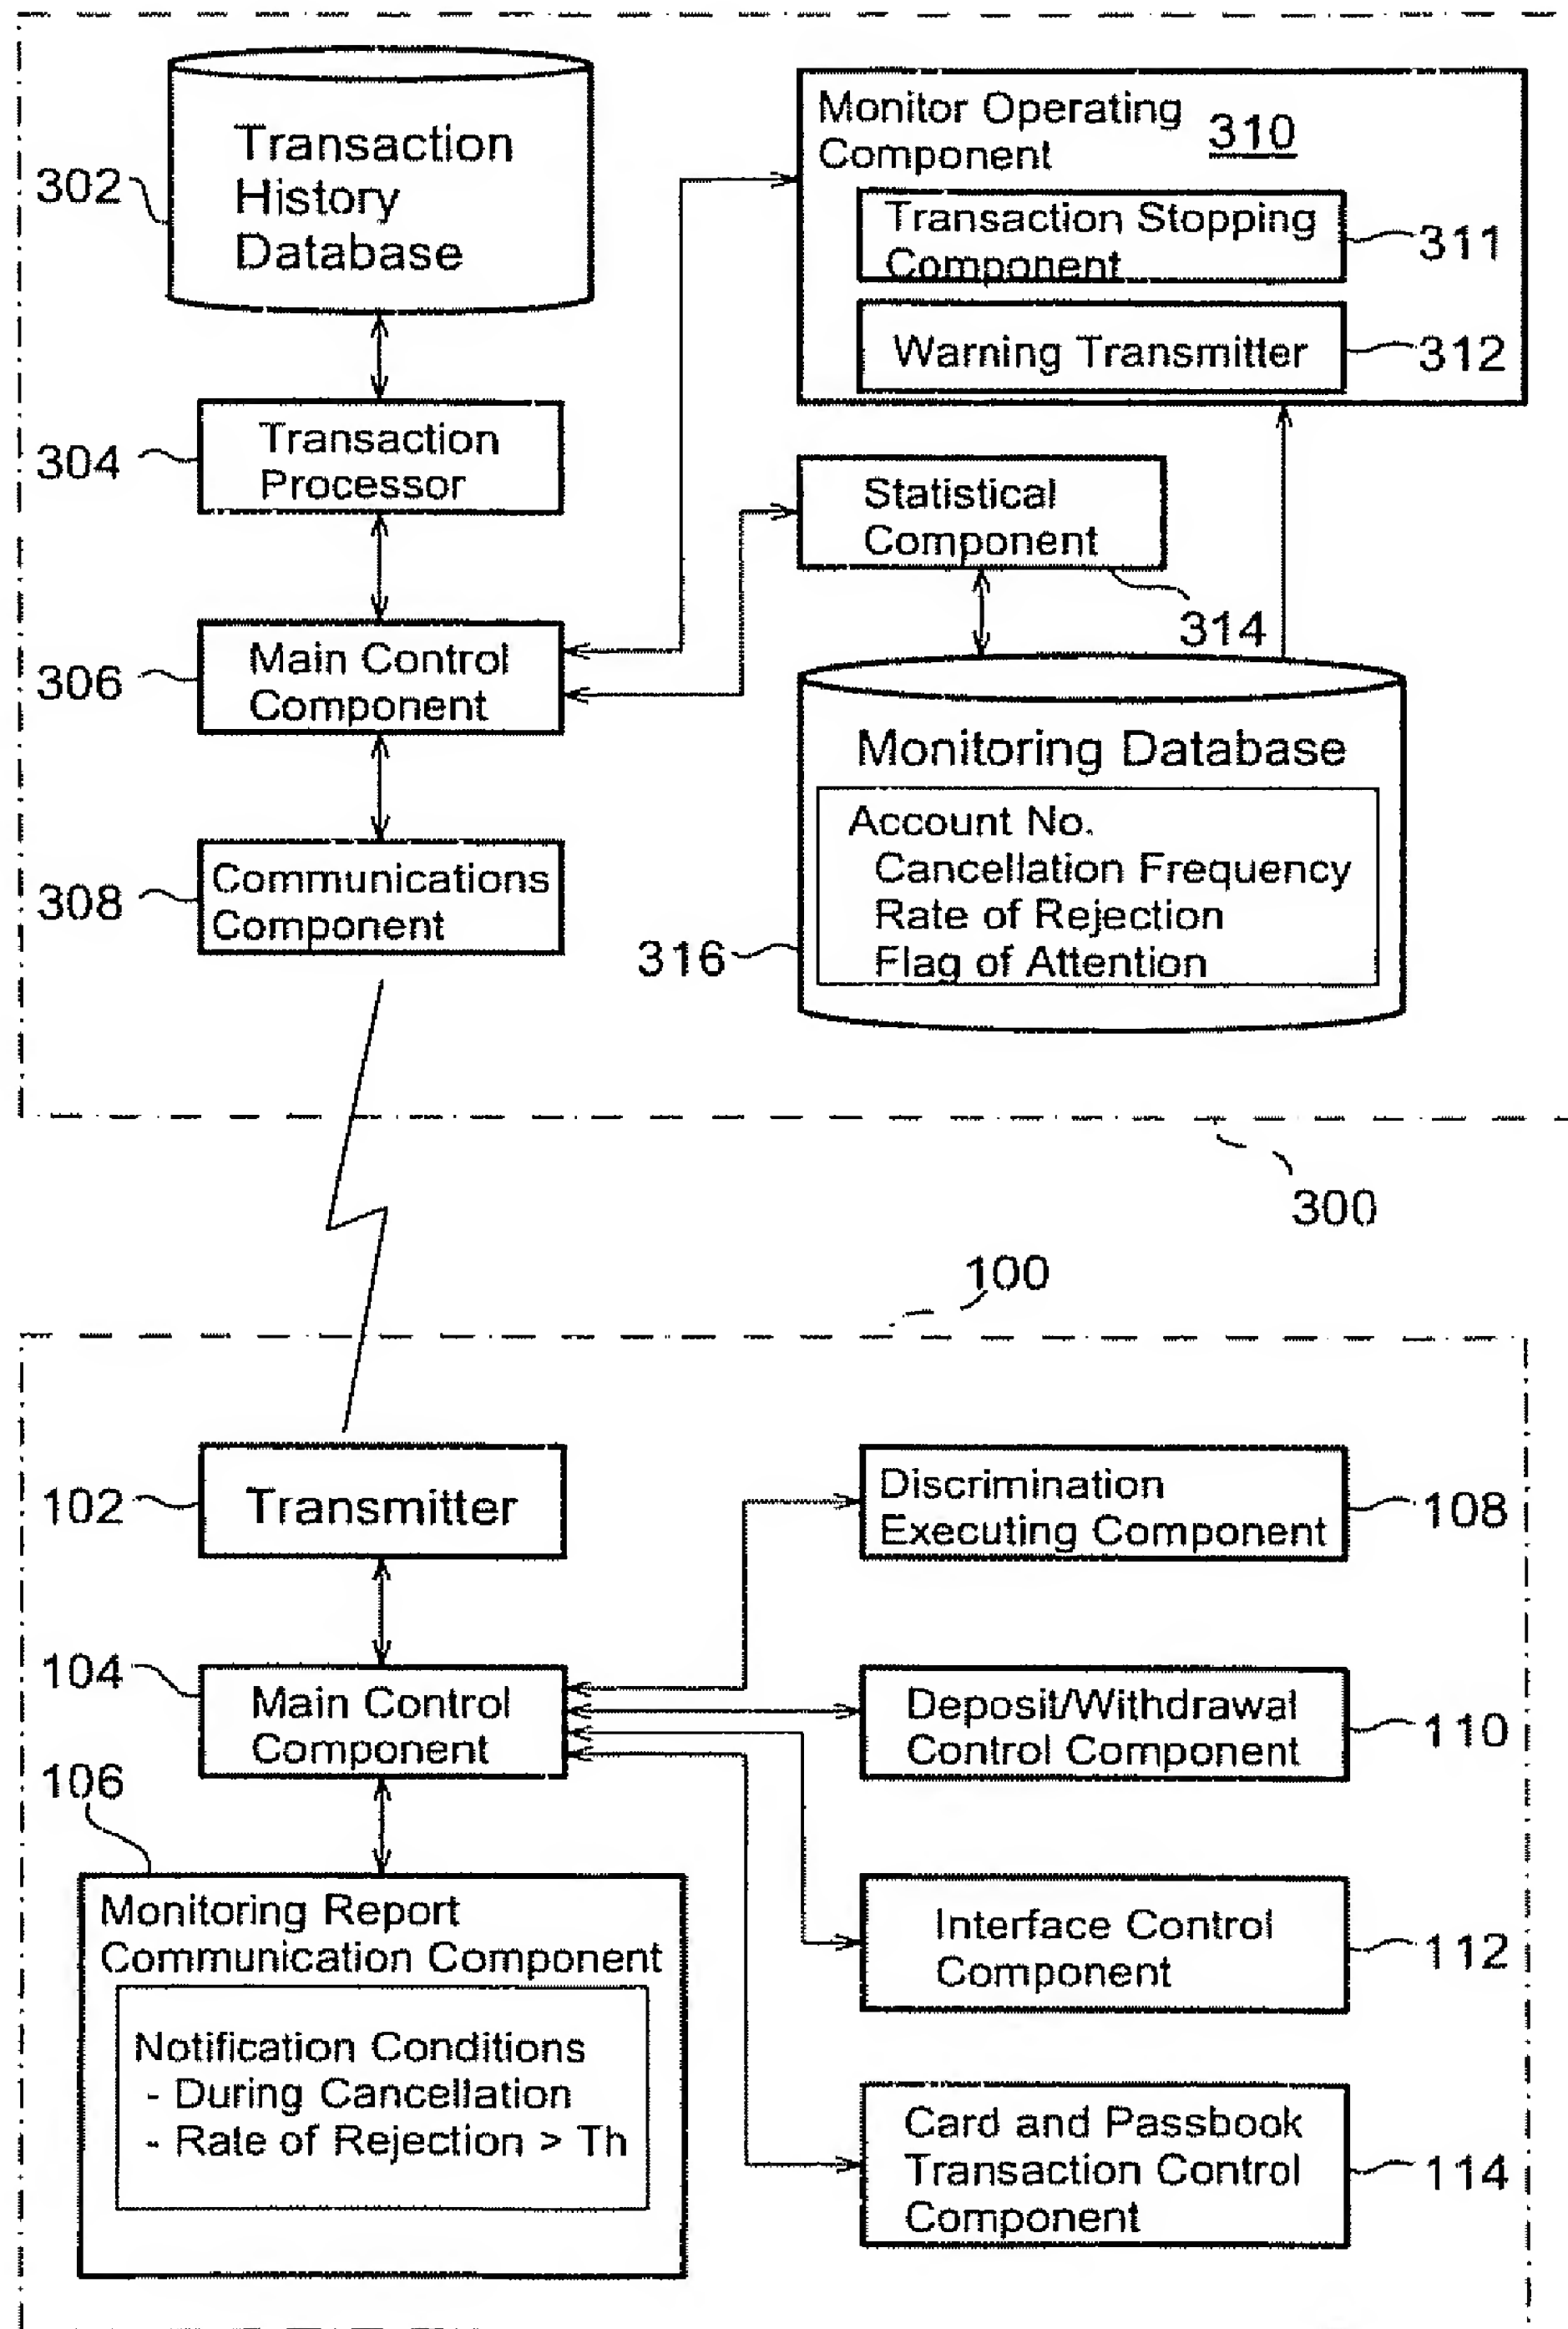 Transaction
History
Database
302
Monitor Operating
Component
310
Transaction Stopping
Component
311
Warning Transmitter
312
304
Transaction
Processor
Statistical
Component
314
306
Main Control
Component
Monitoring Database
Account No.
Cancellation Frequency
Rate of Rejection
Flag of Attention
316
308
Communications
Component
300
100
102
Transmitter
Discrimination
Executing Component
108
104
Main Control
Component
Deposit/Withdrawal
Control Component
110
106
Monitoring Report
Communication Component
Notification Conditions
- During Cancellation
- Rate of Rejection > Th
Interface Control
Component
112
Card and Passbook
Transaction Control
Component
114